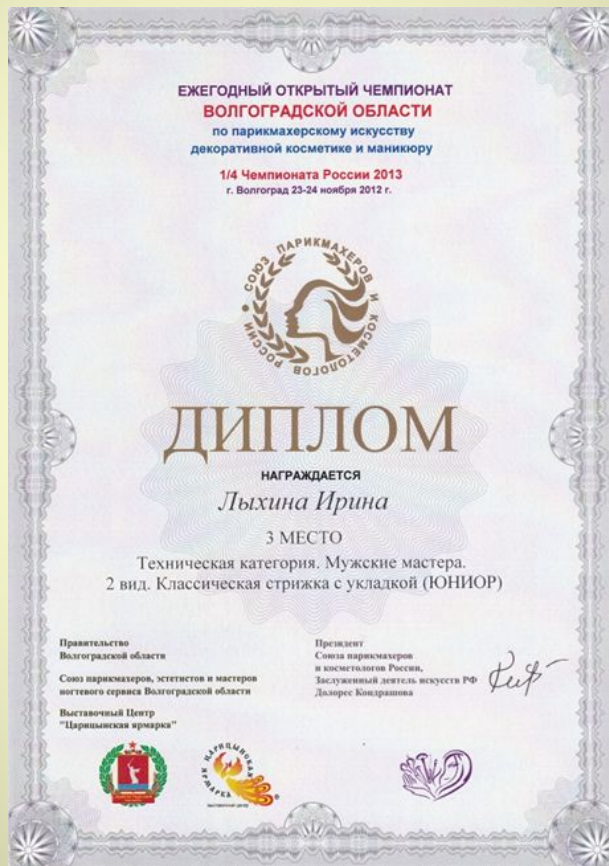 ЕЖЕГОДНЫЙ ОТКРЫТЫЙ ЧЕМПИОНАТ
ВОЛГОГРАДСКОЙ ОБЛАСТИ
по парикмахерскому искусству
декоративной косметике и маникюру
1/4 Чемпионата России 2013
г. Волгоград 23-24 ноября 2012 г.
СОЮЗ ПАРИКМАХЕРОВ И КОСМЕТОЛОГОВ РОССИИ
ДИПЛОМ
НАГРАЖДАЕТСЯ
Лыхина Ирина
3 МЕСТО
Техническая категория. Мужские мастера.
2 вид. Классическая стрижка с укладкой (ЮНИОР)
Правительство
Волгоградской области
Союз парикмахеров, эстетистов и мастеров
ногтевого сервиса Волгоградской области
Выставочный Центр
"Царицынская ярмарка"
Президент
Союза парикмахеров
и косметологов России,
Заслуженный деятель искусств РФ
Долорес Кондрашова
ЦАРИЦЫНСКАЯ ЯРМАРКА
ВЫСТАВОЧНЫЙ ЦЕНТР